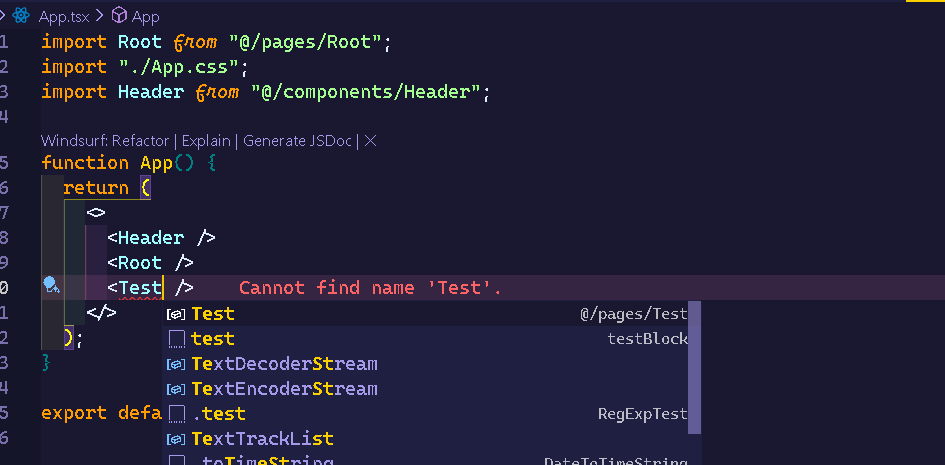 App.tsx > App
1 import Root from "@/pages/Root";
2 import "./App.css";
3 import Header from "@/components/Header";
4
Windsurf: Refactor | Explain | Generate JSDoc | X
5 function App() {
6 return (
7 <>
8 <Header />
9 <Root />
0 <Test /> Cannot find name 'Test'.
1 </>
Test @/pages/Test
2 );
test testBlock
3 }
TextDecoderStream
4
TextEncoderStream
5 export defa
.test RegExpTest
6
TextTrackList
.toTimeString DateToTimeString